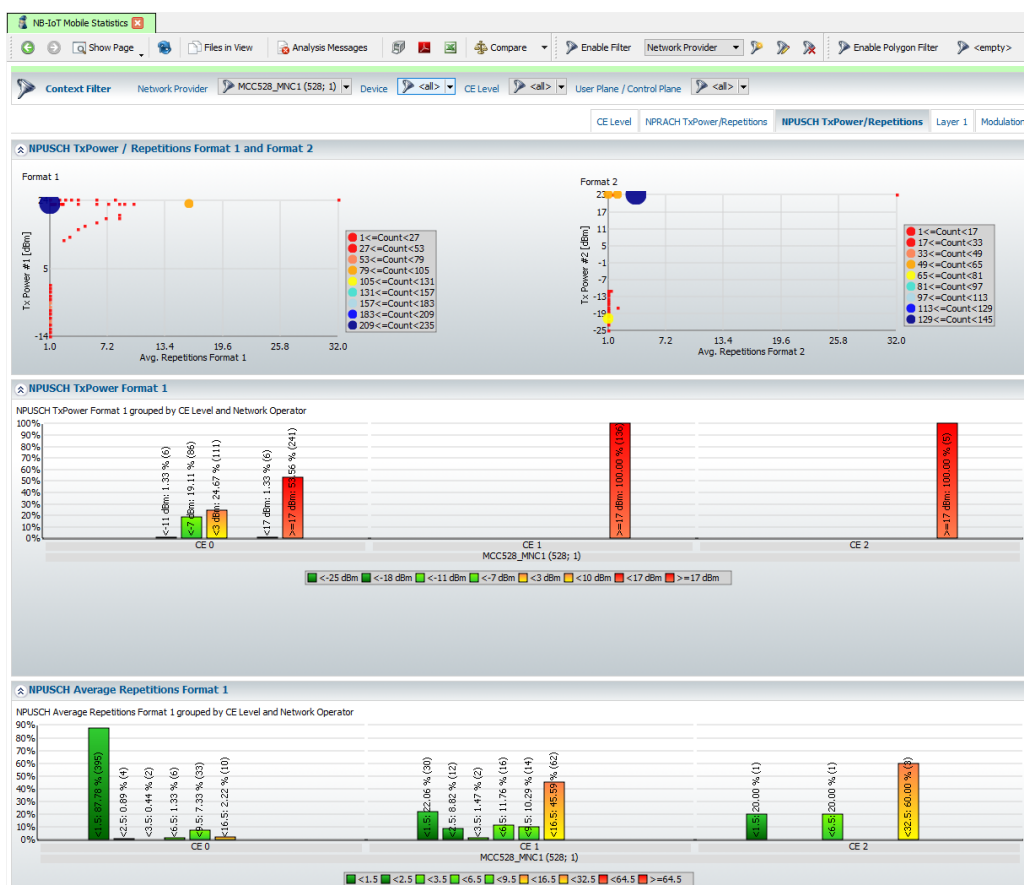 NB-IoT Mobile Statistics
Show Page Files in View Analysis Messages Compare Enable Filter Network Provider Enable Polygon Filter <empty>
Context Filter Network Provider MCC528_MNC1 (528; 1) Device <all> CE Level <all> User Plane / Control Plane <all>
CE Level NPRACH TxPower/Repetitions NPUSCH TxPower/Repetitions Layer 1 Modulation
NPUSCH TxPower / Repetitions Format 1 and Format 2
Format 1
Tx Power #1 [dBm]
5
-14
1.0 7.2 13.4 19.6 25.8 32.0
Avg. Repetitions Format 1
1<=Count<27
27<=Count<53
53<=Count<79
79<=Count<105
105<=Count<131
131<=Count<157
157<=Count<183
183<=Count<209
209<=Count<235
Format 2
Tx Power #2 [dBm]
23
17
11
5
-1
-7
-13
-19
-25
1.0 7.2 13.4 19.6 25.8 32.0
Avg. Repetitions Format 2
1<=Count<17
17<=Count<33
33<=Count<49
49<=Count<65
65<=Count<81
81<=Count<97
97<=Count<113
113<=Count<129
129<=Count<145
NPUSCH TxPower Format 1
NPUSCH TxPower Format 1 grouped by CE Level and Network Operator
100%
90%
80%
70%
60%
50%
40%
30%
20%
10%
0%
<-11 dBm: 1.33 % (6)
<-7 dBm: 19.11 % (86)
<3 dBm: 24.67 % (111)
<17 dBm: 1.33 % (6)
>=17 dBm: 53.56 % (241)
>=17 dBm: 100.00 % (136)
>=17 dBm: 100.00 % (5)
CE 0 CE 1 CE 2
MCC528_MNC1 (528; 1)
<-25 dBm <-18 dBm <-11 dBm <-7 dBm <3 dBm <10 dBm <17 dBm >=17 dBm
NPUSCH Average Repetitions Format 1
NPUSCH Average Repetitions Format 1 grouped by CE Level and Network Operator
90%
80%
70%
60%
50%
40%
30%
20%
10%
0%
<1.5: 87.78 % (395)
<2.5: 0.89 % (4)
<3.5: 0.44 % (2)
<6.5: 1.33 % (6)
<9.5: 7.33 % (33)
<16.5: 2.22 % (10)
<1.5: 22.06 % (30)
<2.5: 8.82 % (12)
<3.5: 1.47 % (2)
<6.5: 11.76 % (16)
<9.5: 10.29 % (14)
<16.5: 45.59 % (62)
<1.5: 20.00 % (1)
<6.5: 20.00 % (1)
<32.5: 60.00 % (3)
CE 0 CE 1 CE 2
MCC528_MNC1 (528; 1)
<1.5 <2.5 <3.5 <6.5 <9.5 <16.5 <32.5 <64.5 >=64.5